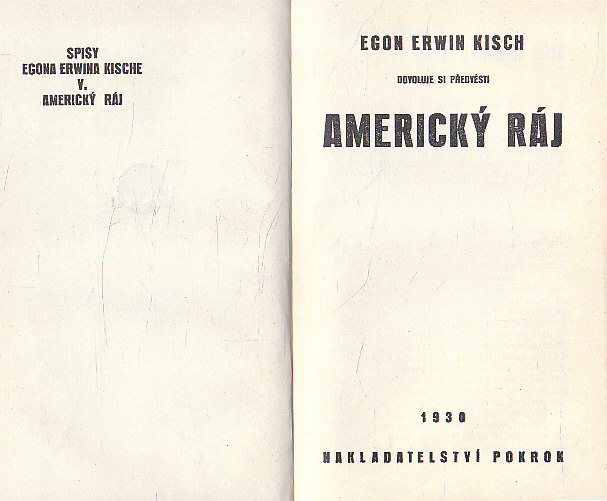 SPISY
EGONA ERWINA KISCHE
V.
AMERICKÝ RÁJ
EGON ERWIN KISCH
DOVOLUJE SI PŘEDVÉSTI
AMERICKÝ RÁJ
1930
NAKLADATELSTVÍ POKROK